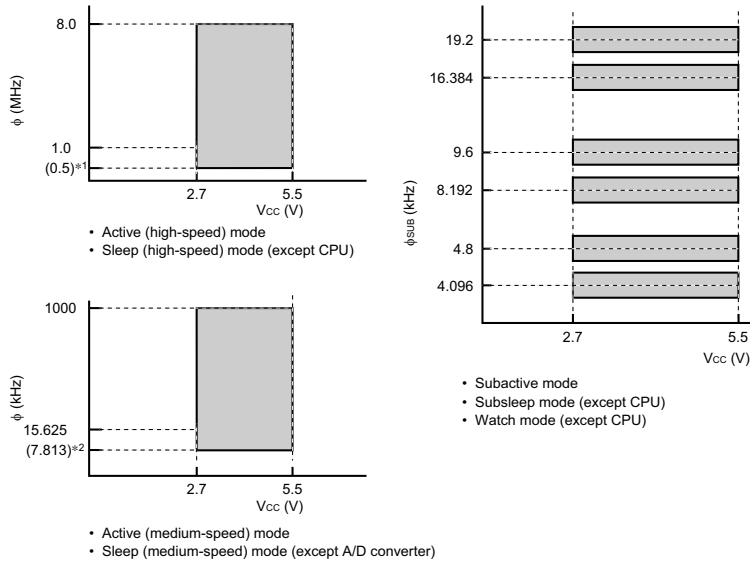 8.0
φ (MHz)
1.0
(0.5)*1
2.7
5.5
VCC (V)
• Active (high-speed) mode
• Sleep (high-speed) mode (except CPU)
1000
φ (kHz)
15.625
(7.813)*2
2.7
5.5
VCC (V)
• Active (medium-speed) mode
• Sleep (medium-speed) mode (except A/D converter)
19.2
16.384
9.6
8.192
φSUB (kHz)
4.8
4.096
2.7
5.5
VCC (V)
• Subactive mode
• Subsleep mode (except CPU)
• Watch mode (except CPU)